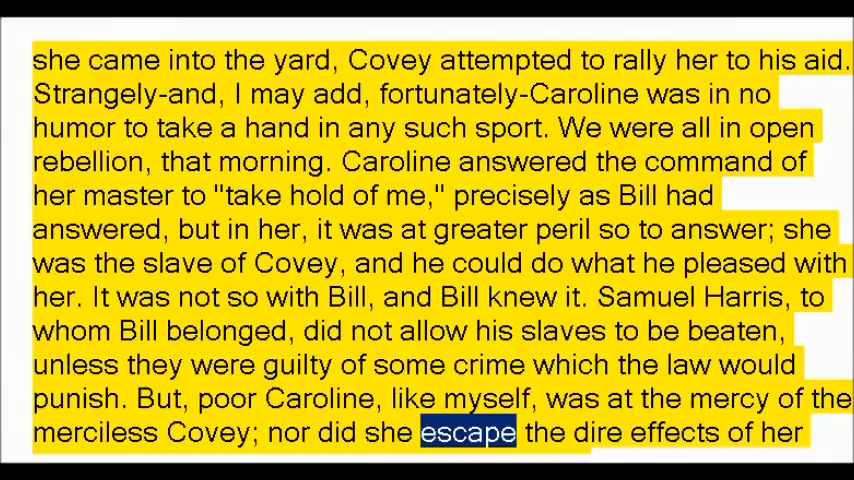 she came into the yard, Covey attempted to rally her to his aid.
Strangely-and, I may add, fortunately-Caroline was in no
humor to take a hand in any such sport. We were all in open
rebellion, that morning. Caroline answered the command of
her master to "take hold of me," precisely as Bill had
answered, but in her, it was at greater peril so to answer; she
was the slave of Covey, and he could do what he pleased with
her. It was not so with Bill, and Bill knew it. Samuel Harris, to
whom Bill belonged, did not allow his slaves to be beaten,
unless they were guilty of some crime which the law would
punish. But, poor Caroline, like myself, was at the mercy of the
merciless Covey; nor did she escape the dire effects of her